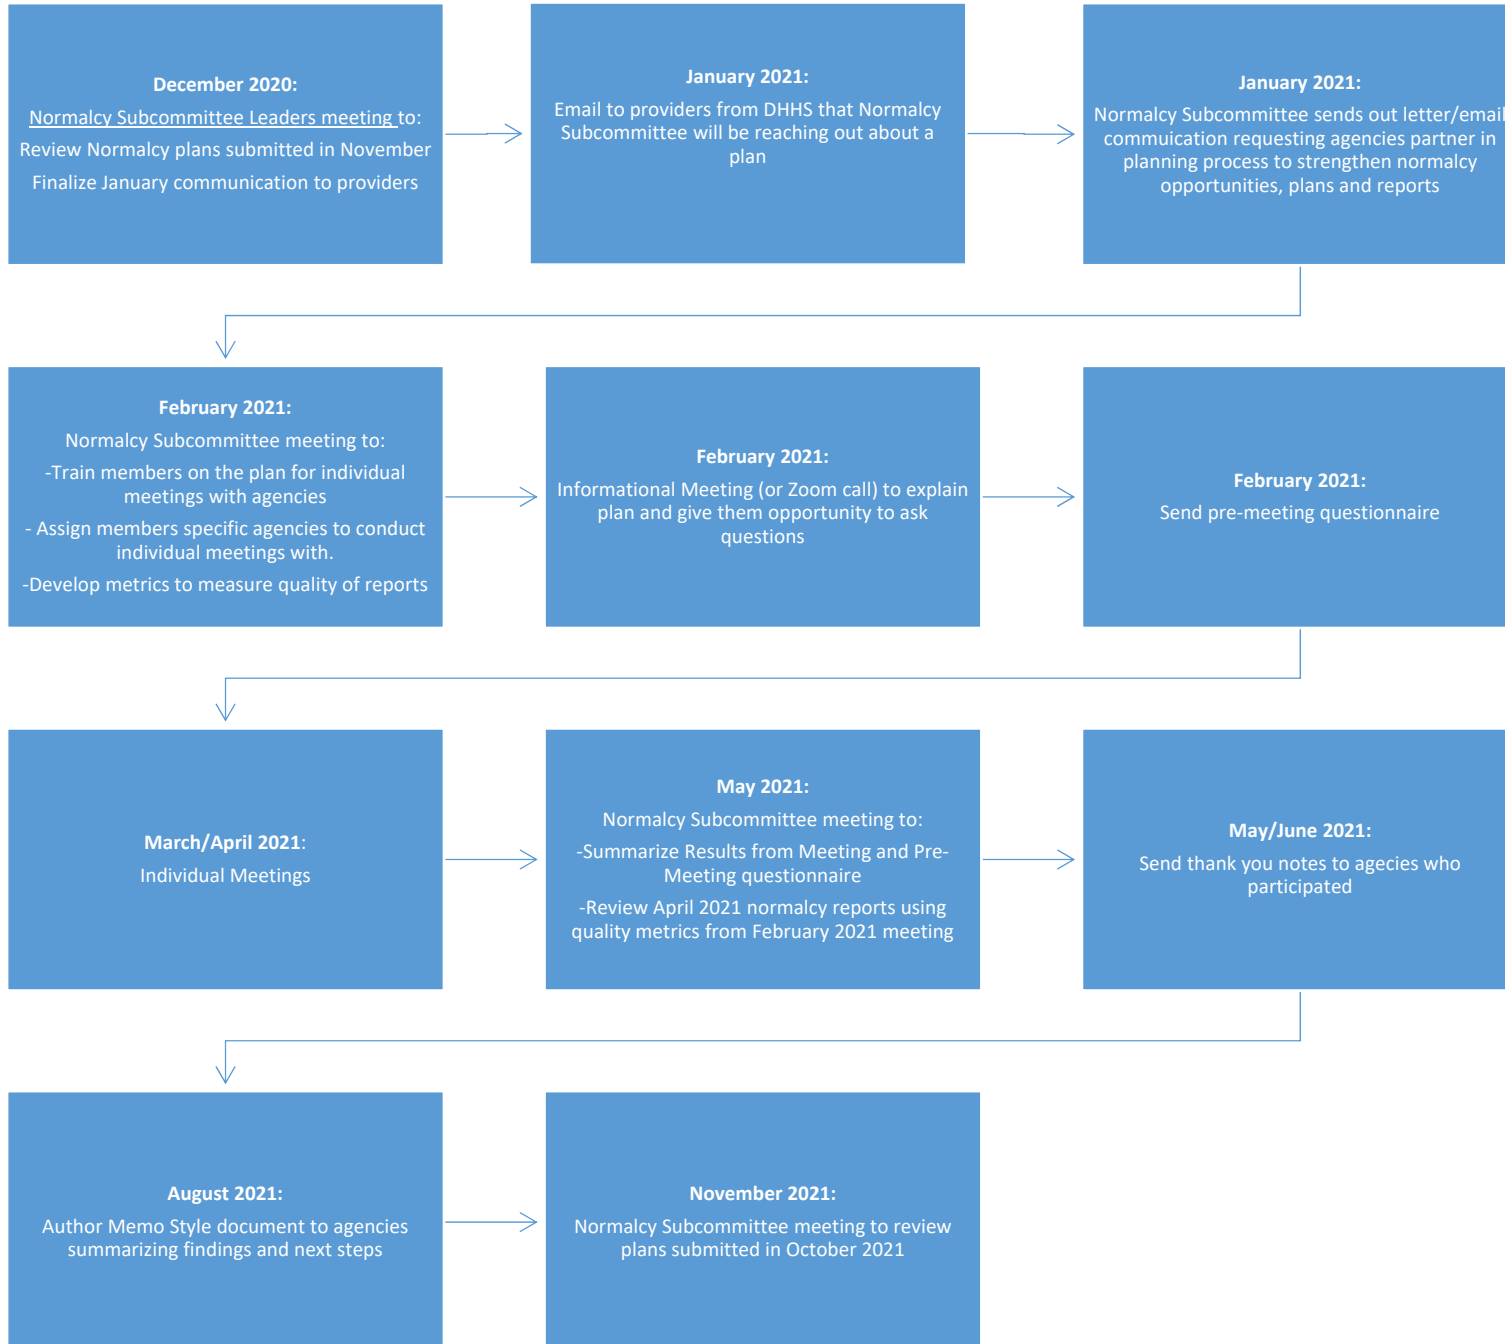 December 2020:
Normalcy Subcommittee Leaders meeting to:
Review Normalcy plans submitted in November
Finalize January communication to providers
January 2021:
Email to providers from DHHS that Normalcy
Subcommittee will be reaching out about a
plan
January 2021:
Normalcy Subcommittee sends out letter/email
commuication requesting agencies partner in
planning process to strengthen normalcy
opportunities, plans and reports
February 2021:
Normalcy Subcommittee meeting to:
-Train members on the plan for individual
meetings with agencies
- Assign members specific agencies to conduct
individual meetings with.
-Develop metrics to measure quality of reports
February 2021:
Informational Meeting (or Zoom call) to explain
plan and give them opportunity to ask
questions
February 2021:
Send pre-meeting questionnaire
March/April 2021:
Individual Meetings
May 2021:
Normalcy Subcommittee meeting to:
-Summarize Results from Meeting and Pre-
Meeting questionnaire
-Review April 2021 normalcy reports using
quality metrics from February 2021 meeting
May/June 2021:
Send thank you notes to agecies who
participated
August 2021:
Author Memo Style document to agencies
summarizing findings and next steps
November 2021:
Normalcy Subcommittee meeting to review
plans submitted in October 2021